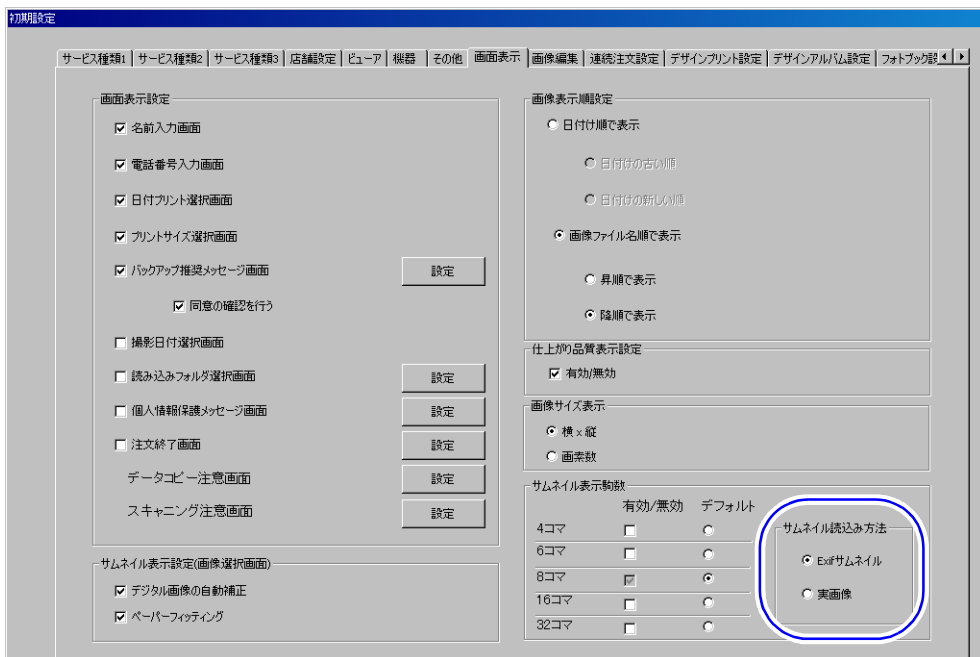 初期設定
サービス種類1 サービス種類2 サービス種類3 店舗設定 ビューア 機器 その他 画面表示 画像編集 連続注文設定 デザインプリント設定 デザインアルバム設定 フォトブック設
画面表示設定
名前入力画面
電話番号入力画面
日付プリント選択画面
プリントサイズ選択画面
バックアップ推奨メッセージ画面 設定
同意の確認を行う
撮影日付選択画面
読み込みフォルダ選択画面 設定
個人情報保護メッセージ画面 設定
注文終了画面 設定
データコピー注意画面 設定
スキャニング注意画面 設定
サムネイル表示設定(画像選択画面)
デジタル画像の自動補正
ペーパーフィッティング
画像表示順設定
日付け順で表示
日付けの古い順
日付けの新しい順
画像ファイル名順で表示
昇順で表示
降順で表示
仕上がり品質表示設定
有効/無効
画像サイズ表示
横 x 縦
画素数
サムネイル表示駒数
有効/無効 デフォルト
4コマ
6コマ
8コマ
16コマ
32コマ
サムネイル読込み方法
Exifサムネイル
実画像